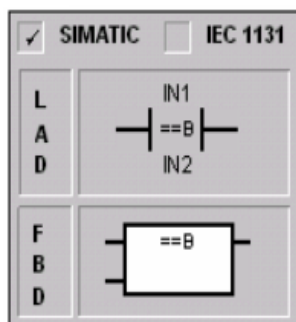 ✓ SIMATIC IEC 1131
L
A
D
IN1
==B
IN2
F
B
D
==B